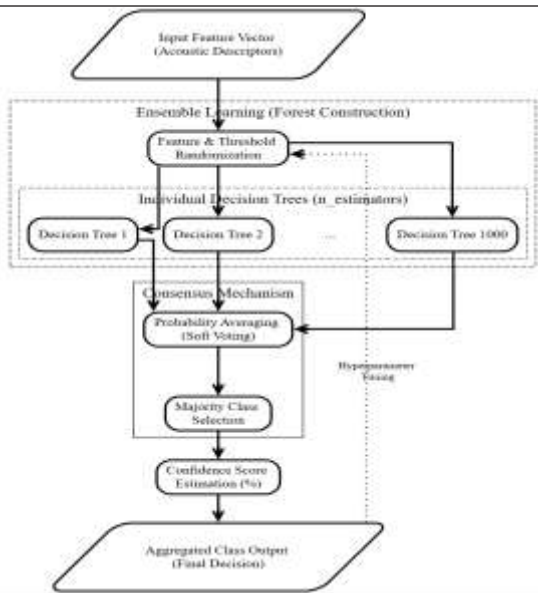 Input Feature Vector
(Acoustic Descriptors)
Ensemble Learning (Forest Construction)
Feature & Threshold
Randomization
Individual Decision Trees (n_estimators)
Decision Tree 1
Decision Tree 2
...
Decision Tree 1000
Consensus Mechanism
Probability Averaging
(Soft Voting)
Hyperparameter
Tuning
Majority Class
Selection
Confidence Score
Estimation (%)
Aggregated Class Output
(Final Decision)